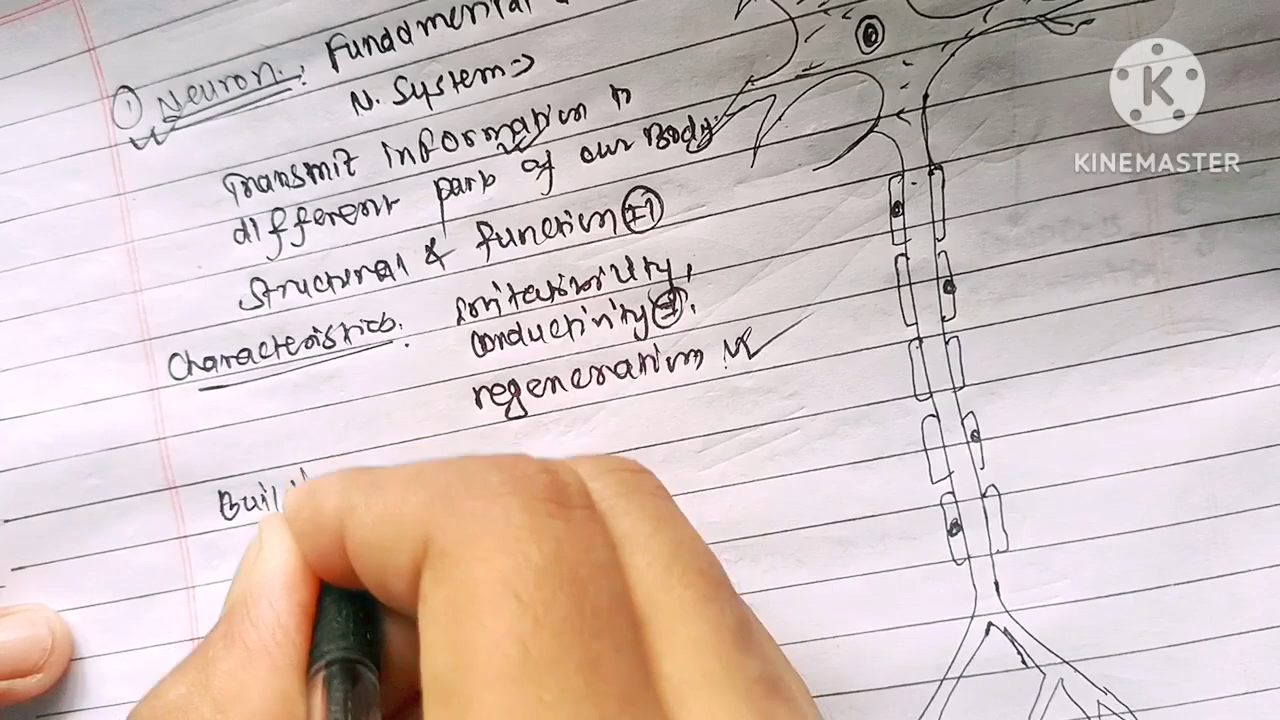 ① Neuron: Fundamental
N. System →
Transmit information to
different part of our Body.
Structural & function
Characteristics: irritability,
conductivity
regeneration
Buil
K
KINEMASTER